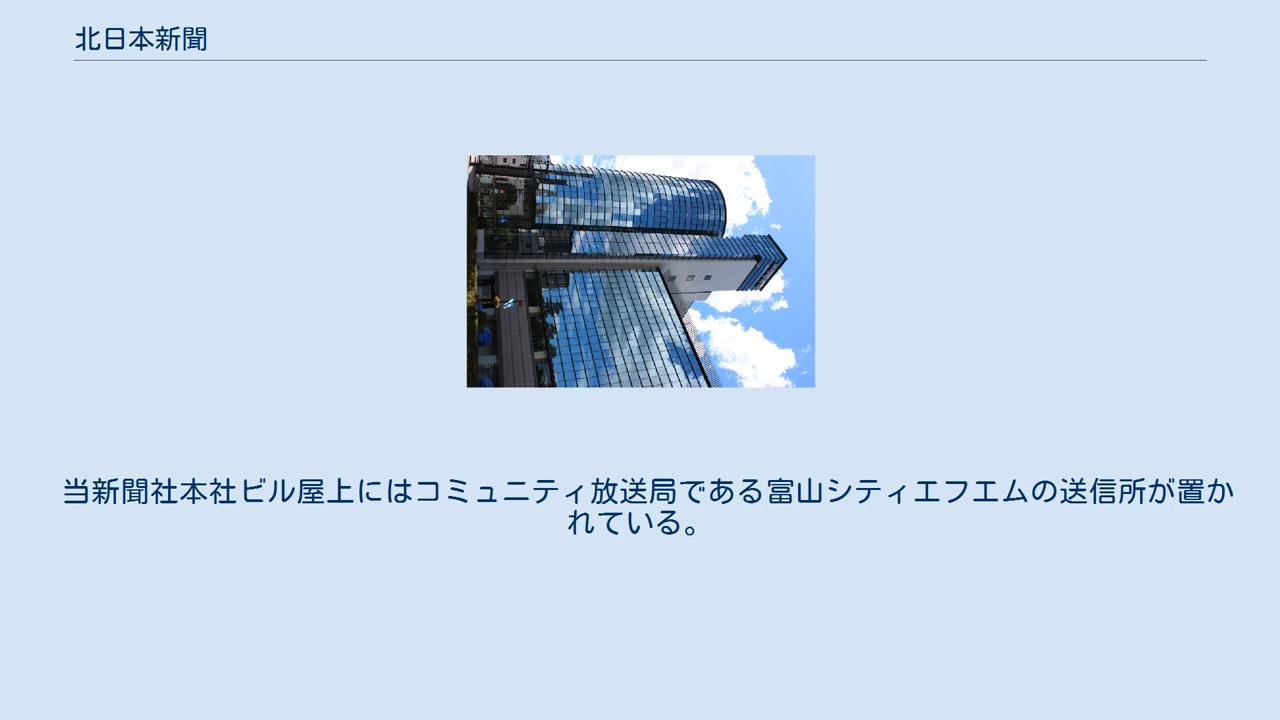 北日本新聞
当新聞社本社ビル屋上にはコミュニティ放送局である富山シティエフエムの送信所が置か
れている。